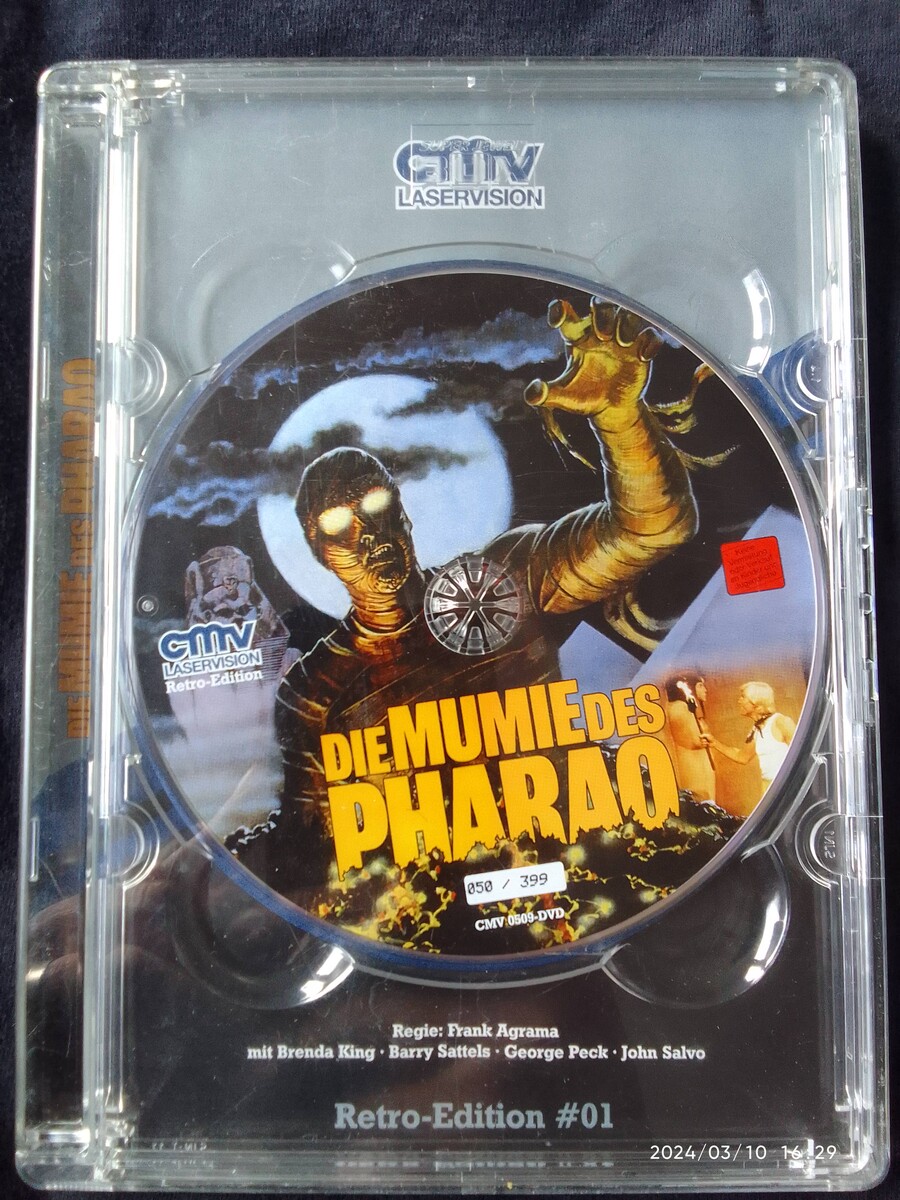 SUPER JEWEL
cmv
LASERVISION
DIE MUMIE DES PHARAO
cmv
LASERVISION
Retro-Edition
DIE MUMIE DES
PHARAO
050 / 399
CMV 0509-DVD
Regie: Frank Agrama
mit Brenda King · Barry Sattels · George Peck · John Salvo
Retro-Edition #01
2024/03/10 16:29